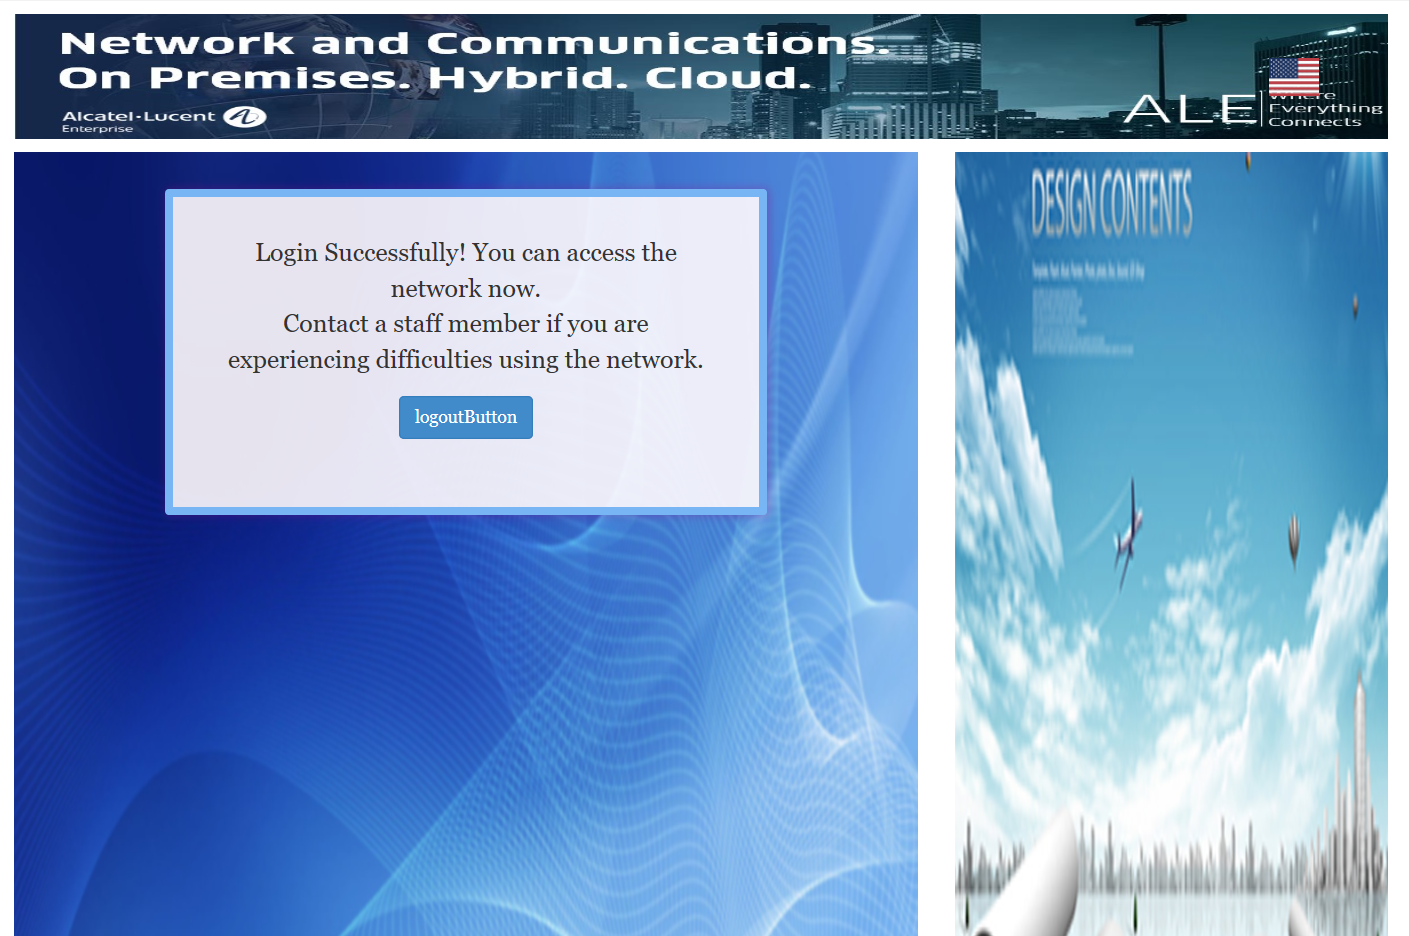 Network and Communications.
On Premises. Hybrid. Cloud.
Alcatel·Lucent
Enterprise
ALE
Where
Everything
Connects
Login Successfully! You can access the
network now.
Contact a staff member if you are
experiencing difficulties using the network.
logoutButton
DESIGN CONTENTS